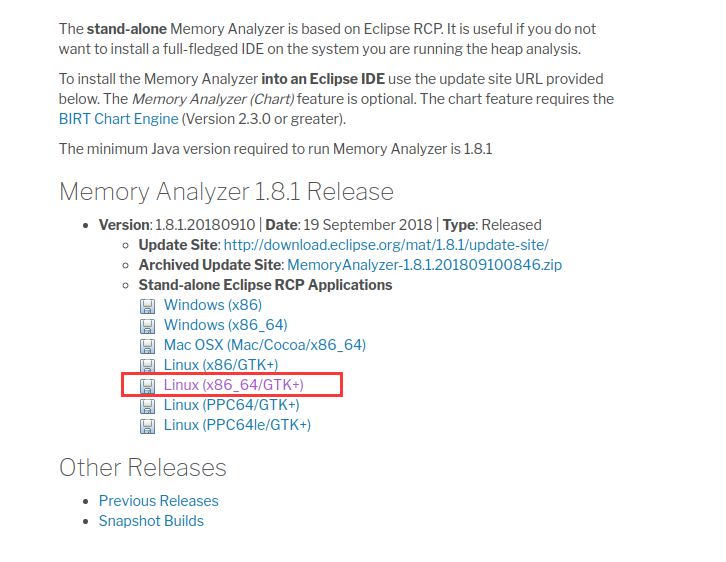 The stand-alone Memory Analyzer is based on Eclipse RCP. It is useful if you do not
want to install a full-fledged IDE on the system you are running the heap analysis.
To install the Memory Analyzer into an Eclipse IDE use the update site URL provided
below. The Memory Analyzer (Chart) feature is optional. The chart feature requires the
BIRT Chart Engine (Version 2.3.0 or greater).
The minimum Java version required to run Memory Analyzer is 1.8.1
Memory Analyzer 1.8.1 Release
Version: 1.8.1.20180910 | Date: 19 September 2018 | Type: Released
Update Site: http://download.eclipse.org/mat/1.8.1/update-site/
Archived Update Site: MemoryAnalyzer-1.8.1.201809100846.zip
Stand-alone Eclipse RCP Applications
Windows (x86)
Windows (x86_64)
Mac OSX (Mac/Cocoa/x86_64)
Linux (x86/GTK+)
Linux (x86_64/GTK+)
Linux (PPC64/GTK+)
Linux (PPC64le/GTK+)
Other Releases
Previous Releases
Snapshot Builds